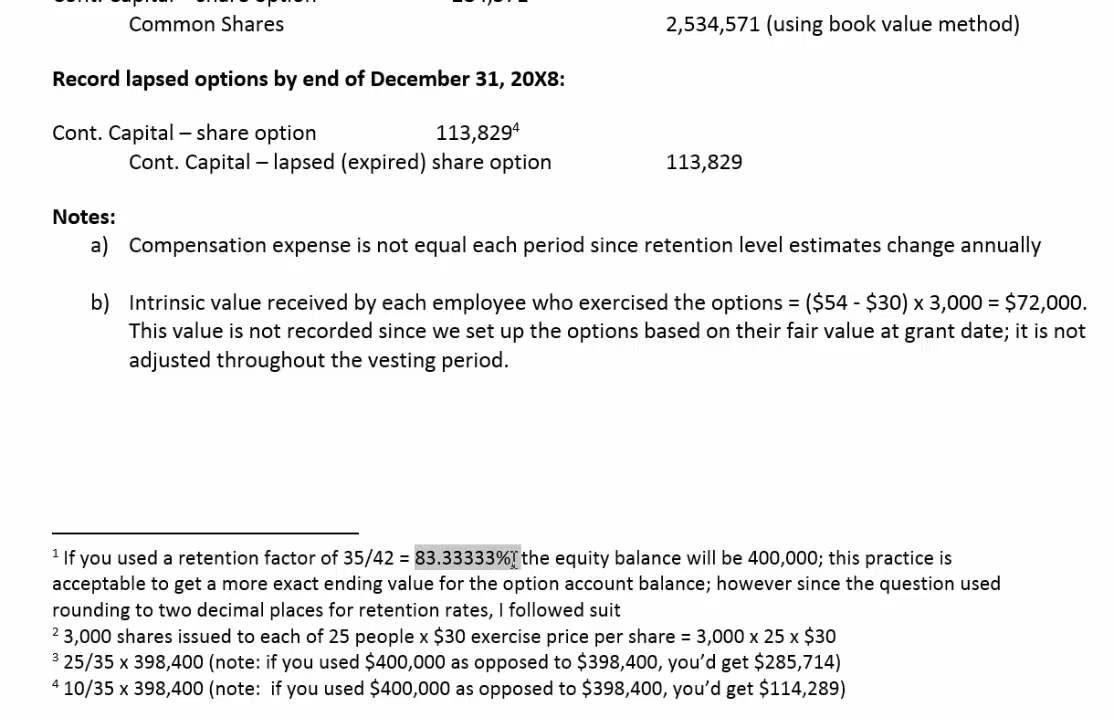 Common Shares 2,534,571 (using book value method)
Record lapsed options by end of December 31, 20X8:
Cont. Capital – share option 113,829⁴
Cont. Capital – lapsed (expired) share option 113,829
Notes:
a) Compensation expense is not equal each period since retention level estimates change annually
b) Intrinsic value received by each employee who exercised the options = ($54 - $30) x 3,000 = $72,000.
This value is not recorded since we set up the options based on their fair value at grant date; it is not
adjusted throughout the vesting period.
¹ If you used a retention factor of 35/42 = 83.33333%, the equity balance will be 400,000; this practice is
acceptable to get a more exact ending value for the option account balance; however since the question used
rounding to two decimal places for retention rates, I followed suit
² 3,000 shares issued to each of 25 people x $30 exercise price per share = 3,000 x 25 x $30
³ 25/35 x 398,400 (note: if you used $400,000 as opposed to $398,400, you’d get $285,714)
⁴ 10/35 x 398,400 (note: if you used $400,000 as opposed to $398,400, you’d get $114,289)